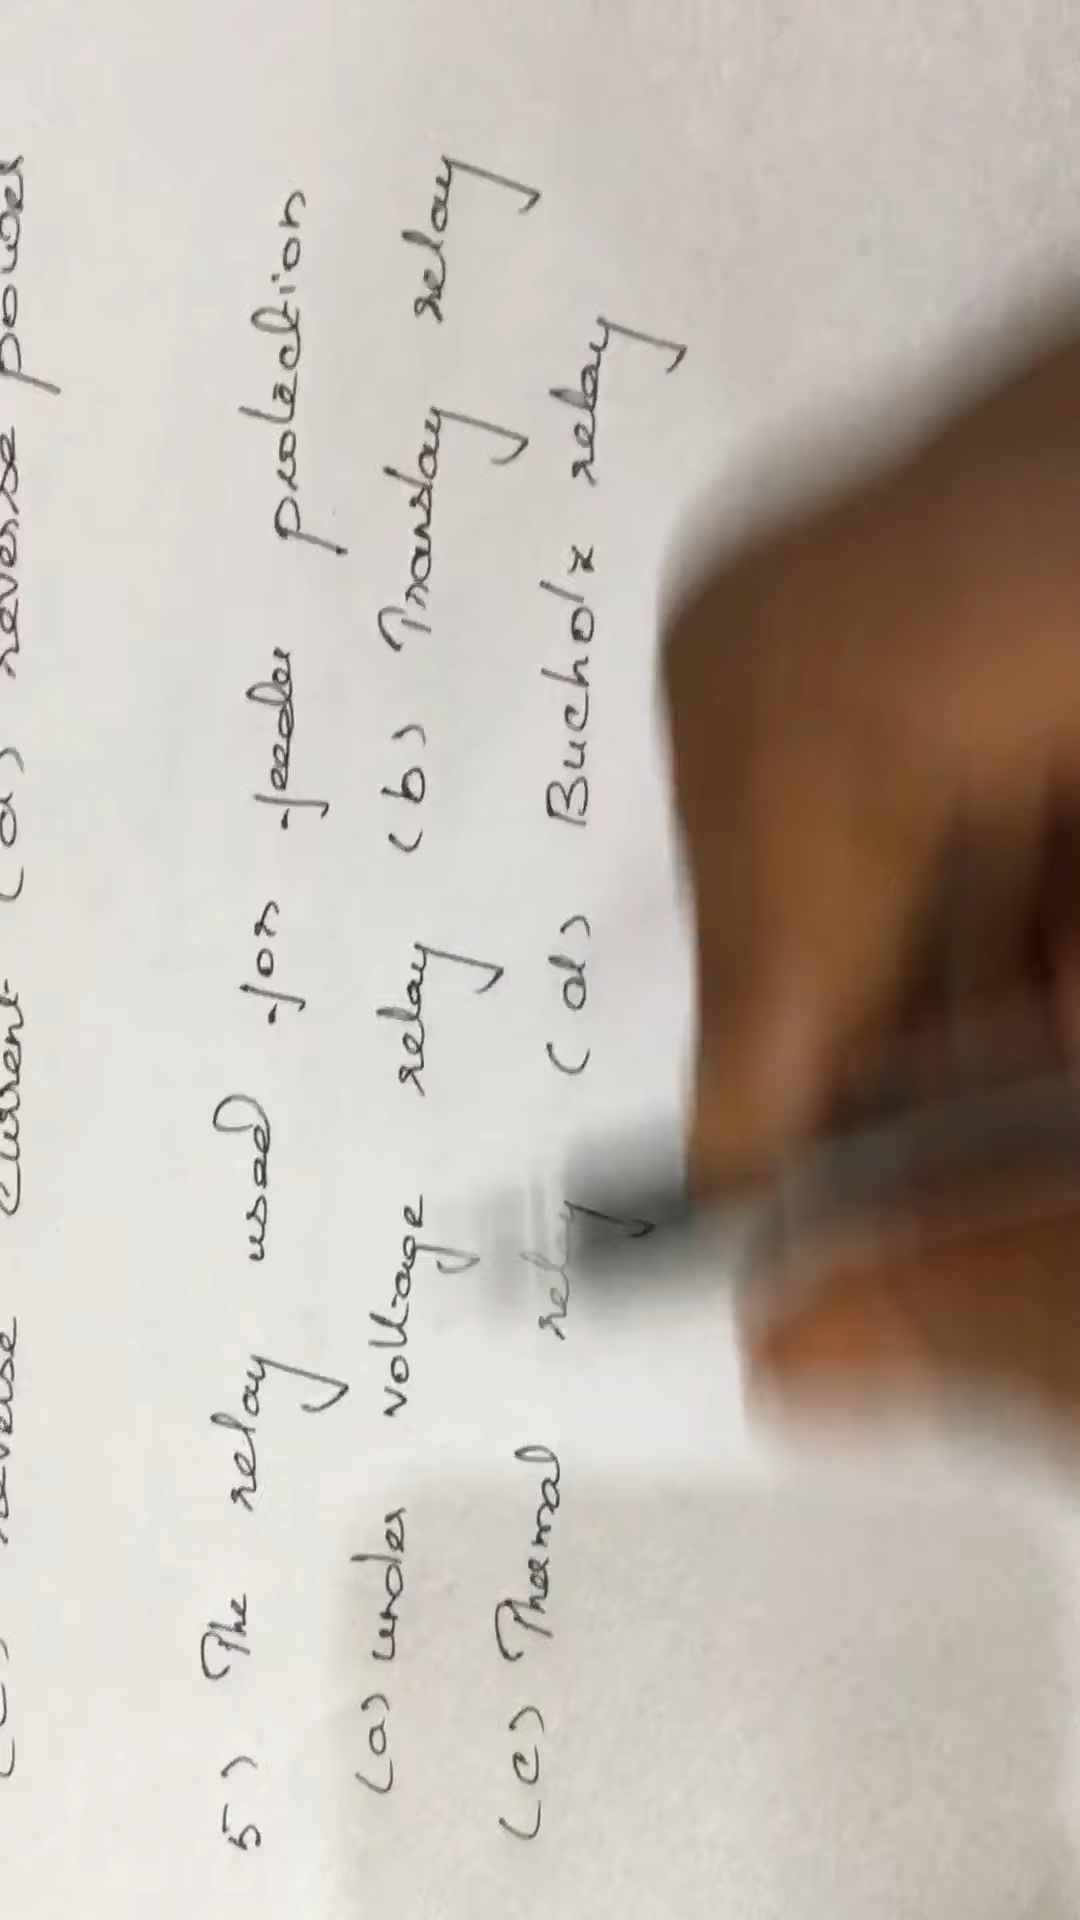 reverse current (d) reverse power
5) The relay used for feeder protection
(a) under voltage relay (b) Translay relay
(c) Thermal relay (d) Bucholz relay